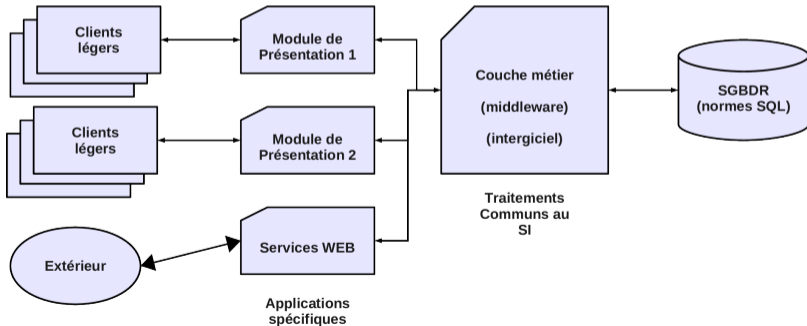 Clients
légers
Module de
Présentation 1
Couche métier
(middleware)
(intergiciel)
SGBDR
(normes SQL)
Clients
légers
Module de
Présentation 2
Traitements
Communs au
SI
Extérieur
Services WEB
Applications
spécifiques